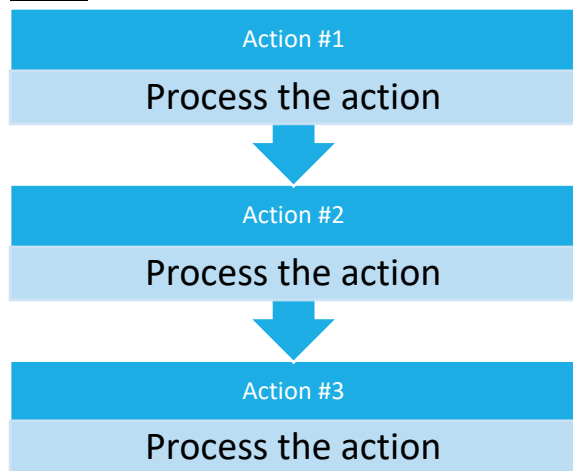 Action #1
Process the action
Action #2
Process the action
Action #3
Process the action